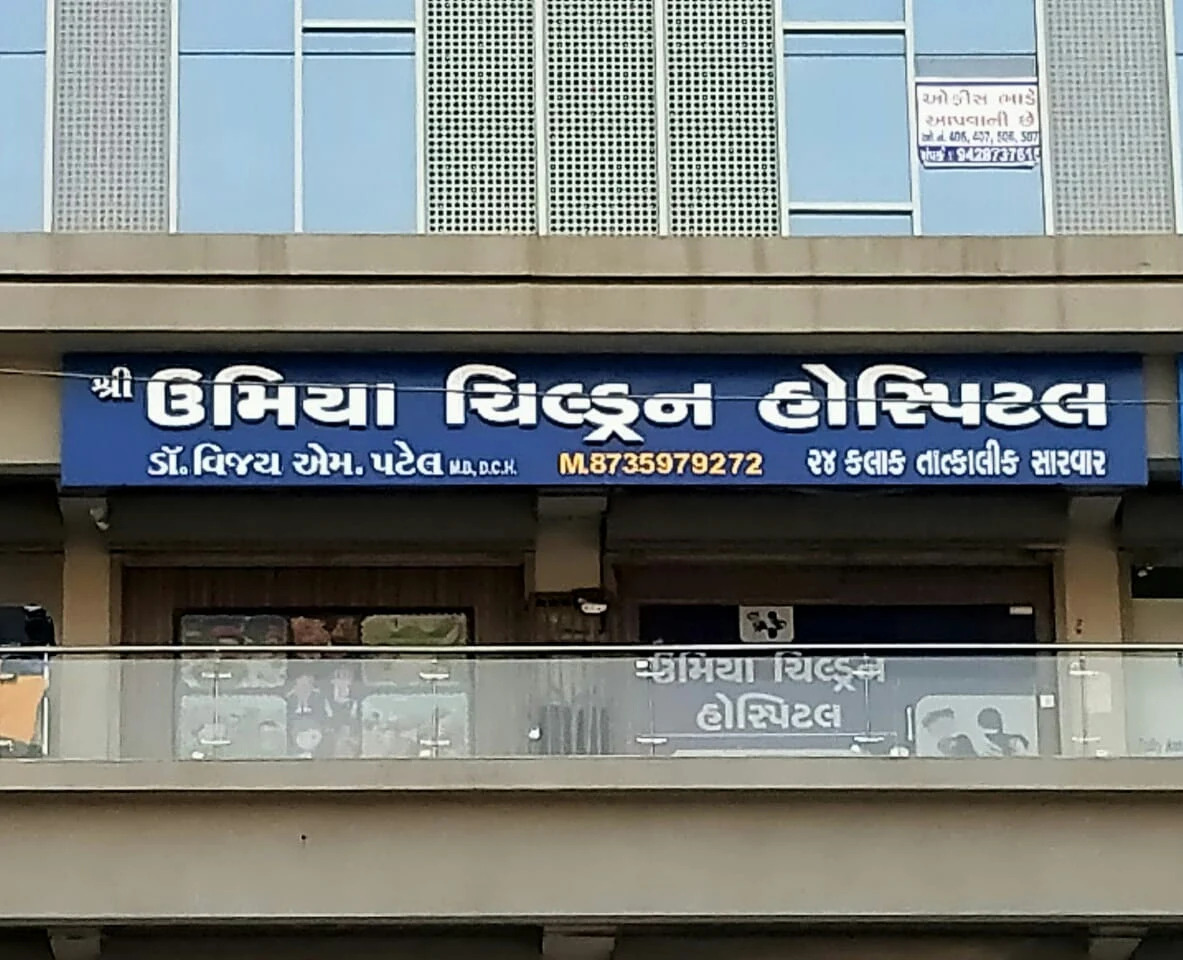 ઓફીસ ભાડે
આપવાની છે
શ્રી ઉમિયા ચિલ્ડ્રન હોસ્પિટલ
ડૉ. વિજય એમ. પટેલ M.D., D.C.H. M.8735979272 ૨૪ કલાક તાત્કાલીક સારવાર
ઉમિયા ચિલ્ડ્રન
હોસ્પિટલ